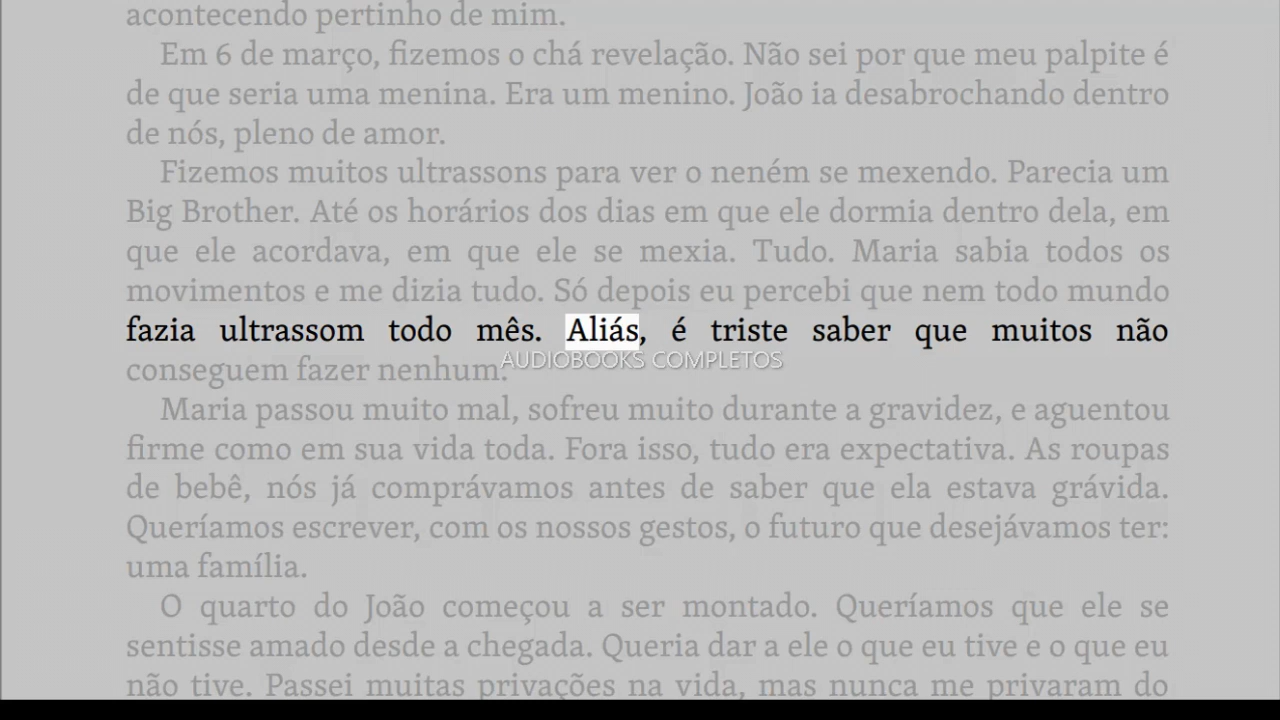 acontecendo pertinho de mim.
Em 6 de março, fizemos o chá revelação. Não sei por que meu palpite é
de que seria uma menina. Era um menino. João ia desabrochando dentro
de nós, pleno de amor.
Fizemos muitos ultrassons para ver o neném se mexendo. Parecia um
Big Brother. Até os horários dos dias em que ele dormia dentro dela, em
que ele acordava, em que ele se mexia. Tudo. Maria sabia todos os
movimentos e me dizia tudo. Só depois eu percebi que nem todo mundo
fazia ultrassom todo mês. Aliás, é triste saber que muitos não
AUDIOBOOKS COMPLETOS
conseguem fazer nenhum.
Maria passou muito mal, sofreu muito durante a gravidez, e aguentou
firme como em sua vida toda. Fora isso, tudo era expectativa. As roupas
de bebê, nós já comprávamos antes de saber que ela estava grávida.
Queríamos escrever, com os nossos gestos, o futuro que desejávamos ter:
uma família.
O quarto do João começou a ser montado. Queríamos que ele se
sentisse amado desde a chegada. Queria dar a ele o que eu tive e o que eu
não tive. Passei muitas privações na vida, mas nunca me privaram do